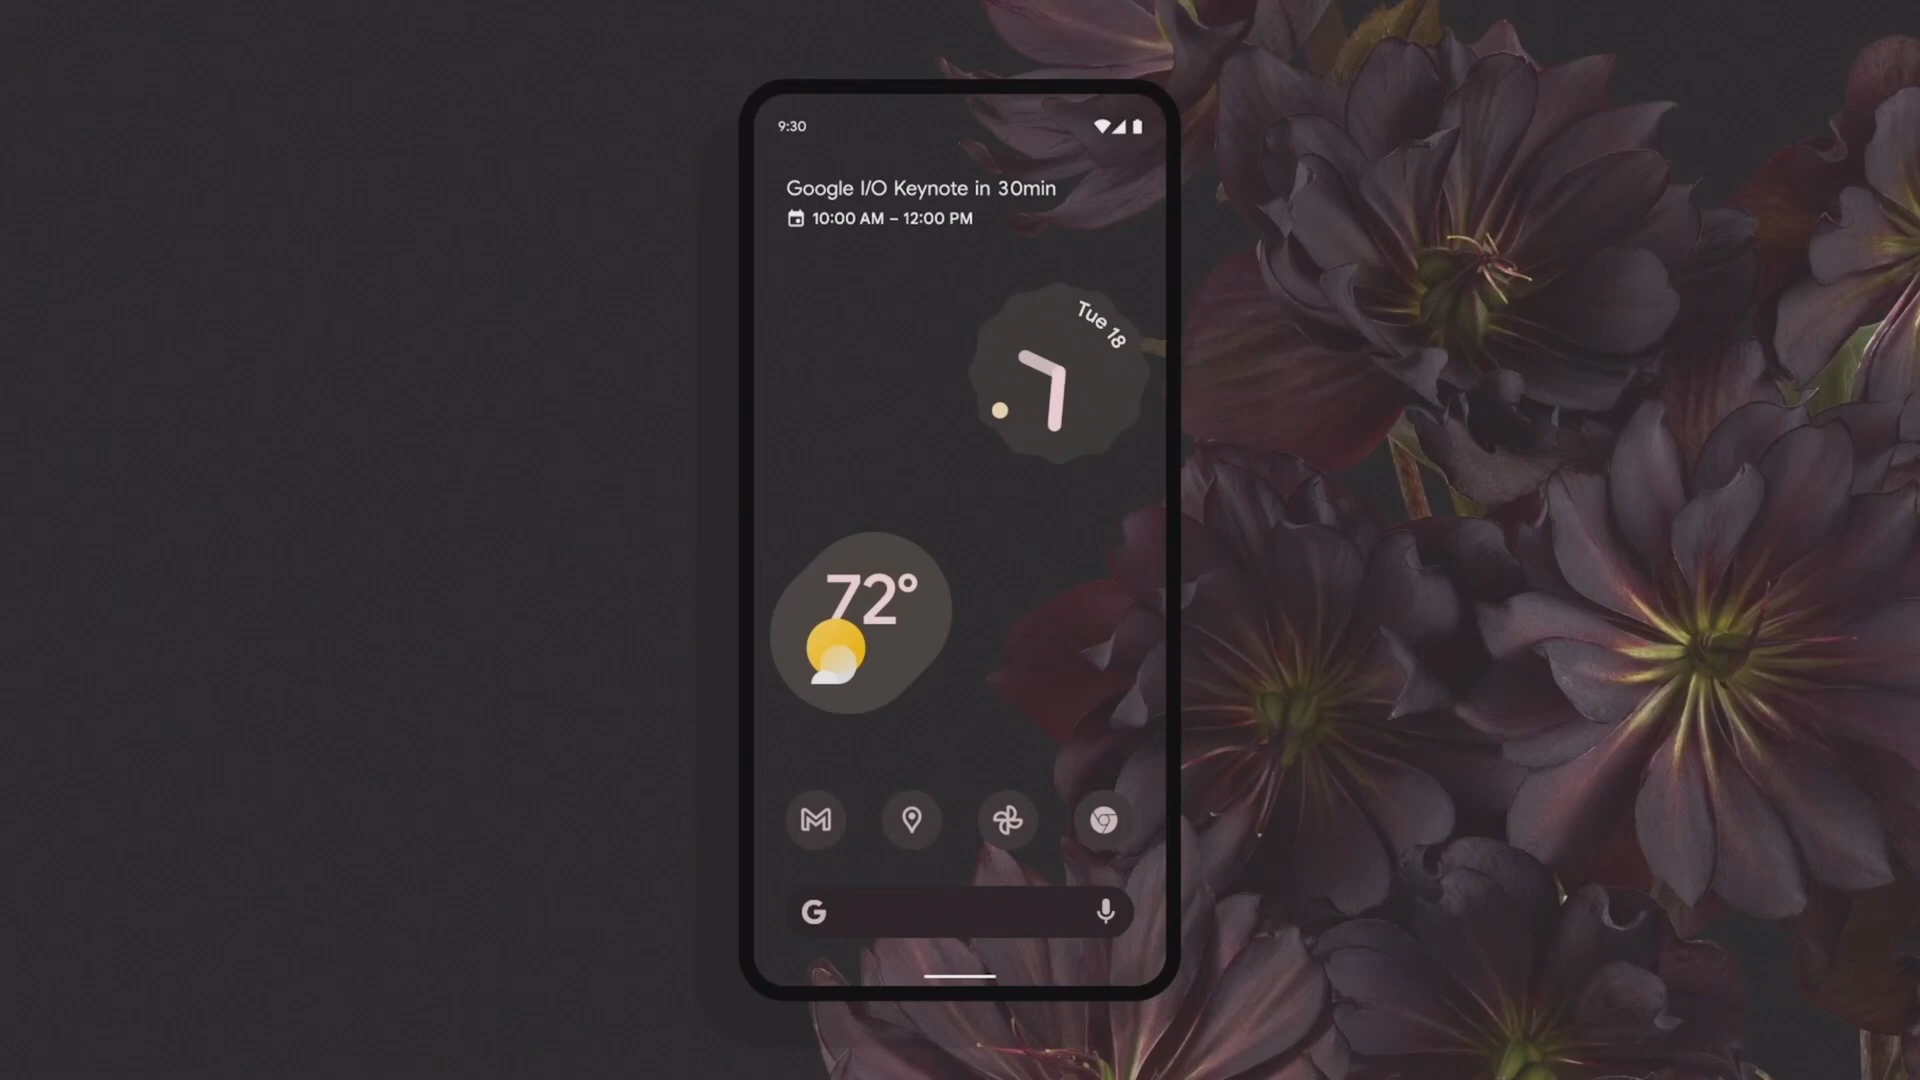 9:30
Google I/O Keynote in 30min
10:00 AM – 12:00 PM
Tue 18
72°
G